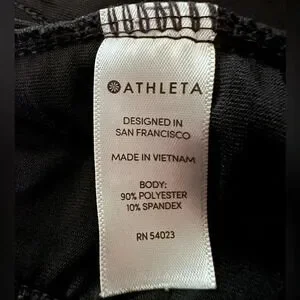 ATHLETA
DESIGNED IN
SAN FRANCISCO
MADE IN VIETNAM
BODY:
90% POLYESTER
10% SPANDEX
RN 54023